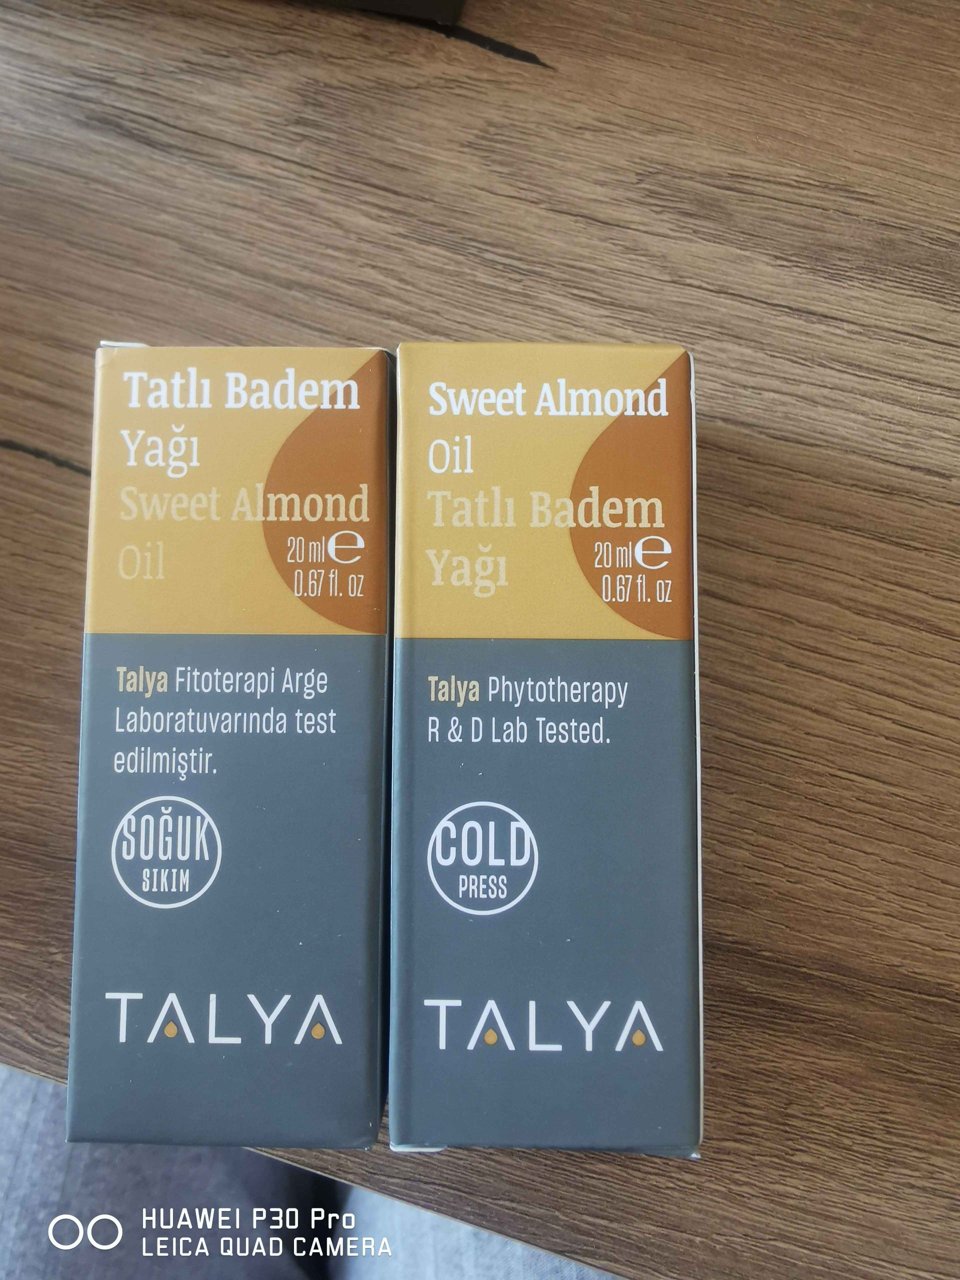 Tatlı Badem
Yağı
Sweet Almond
Oil
20 ml e
0.67 fl. oz
Talya Fitoterapi Arge
Laboratuvarında test
edilmiştir.
SOĞUK
SIKIM
TALYA
Sweet Almond
Oil
Tatlı Badem
Yağı
20 ml e
0.67 fl. oz
Talya Phytotherapy
R & D Lab Tested.
COLD
PRESS
TALYA
HUAWEI P30 Pro
LEICA QUAD CAMERA